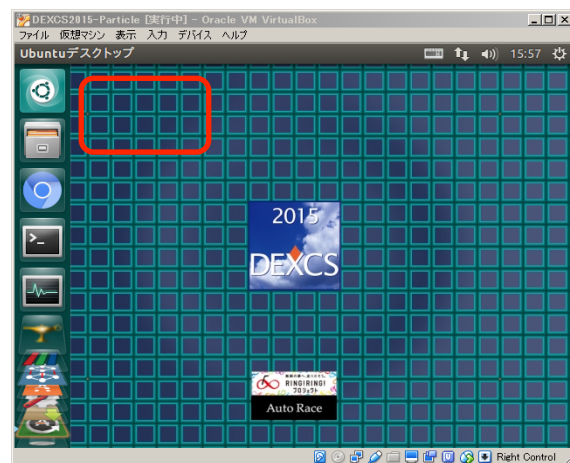 DEXCS2015-Particle [実行中] - Oracle VM VirtualBox
ファイル 仮想マシン 表示 入力 デバイス ヘルプ
Ubuntuデスクトップ 15:57
2015
DEXCS
RING!RING!
プロジェクト
Auto Race
Right Control